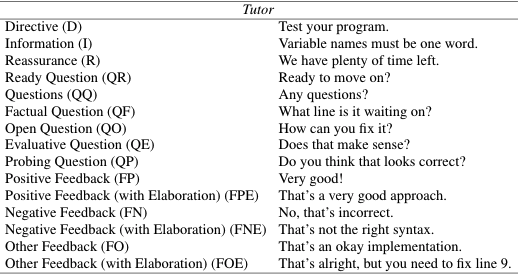 Tutor
Directive (D) Test your program.
Information (I) Variable names must be one word.
Reassurance (R) We have plenty of time left.
Ready Question (QR) Ready to move on?
Questions (QQ) Any questions?
Factual Question (QF) What line is it waiting on?
Open Question (QO) How can you fix it?
Evaluative Question (QE) Does that make sense?
Probing Question (QP) Do you think that looks correct?
Positive Feedback (FP) Very good!
Positive Feedback (with Elaboration) (FPE) That's a very good approach.
Negative Feedback (FN) No, that's incorrect.
Negative Feedback (with Elaboration) (FNE) That's not the right syntax.
Other Feedback (FO) That's an okay implementation.
Other Feedback (with Elaboration) (FOE) That's alright, but you need to fix line 9.